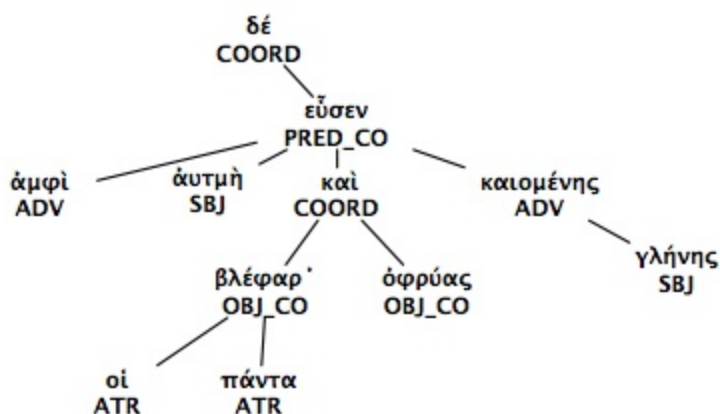 δέ
COORD
εὗσεν
PRED_CO
ἀμφὶ
ADV
ἀυτμὴ
SBJ
καὶ
COORD
καιομένης
ADV
γλήνης
SBJ
βλέφαρ᾽
OBJ_CO
ὀφρύας
OBJ_CO
οἱ
ATR
πάντα
ATR